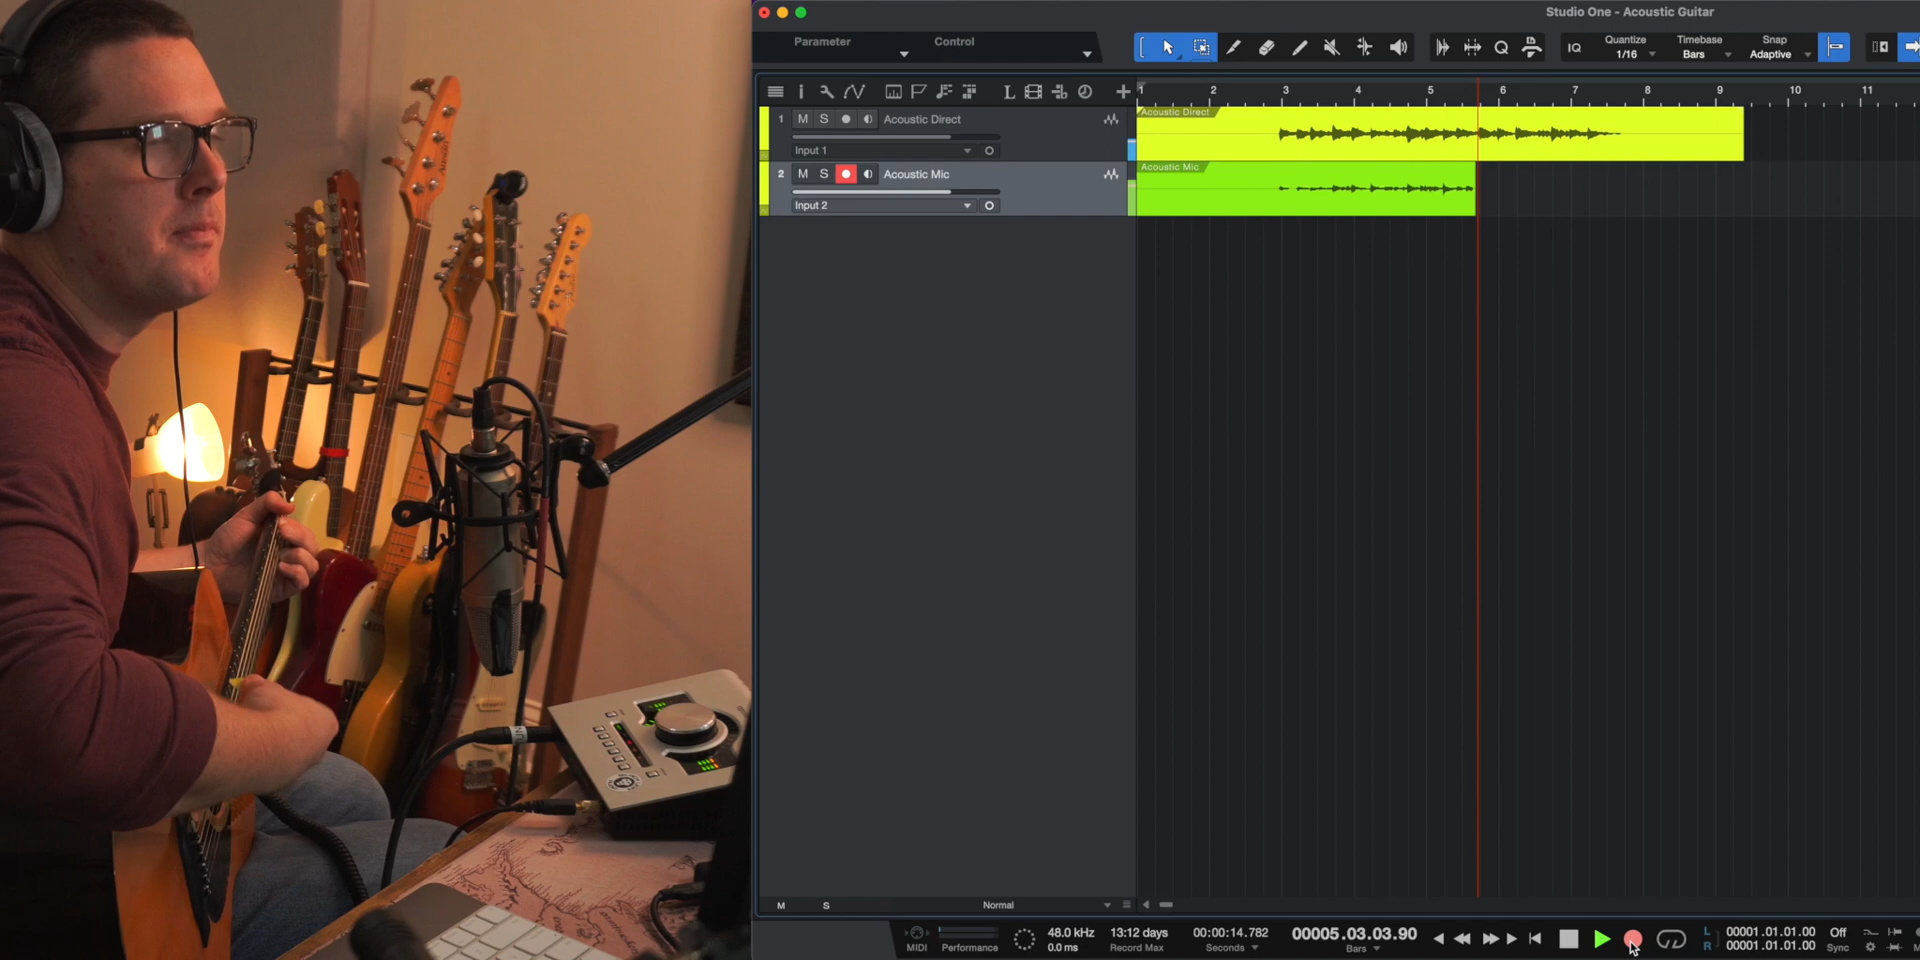 Studio One - Acoustic Guitar
Parameter
Control
IQ
Quantize
1/16
Timebase
Bars
Snap
Adaptive
1 2 3 4 5 6 7 8 9 10 11
1 M S Acoustic Direct
Input 1
Acoustic Direct
2 M S Acoustic Mic
Input 2
Acoustic Mic
M S Normal
MIDI
Performance
48.0 kHz
0.0 ms
13:12 days
Record Max
00:00:14.782
Seconds
00005.03.03.90
Bars
L 00001.01.01.00
R 00001.01.01.00
Off
Sync